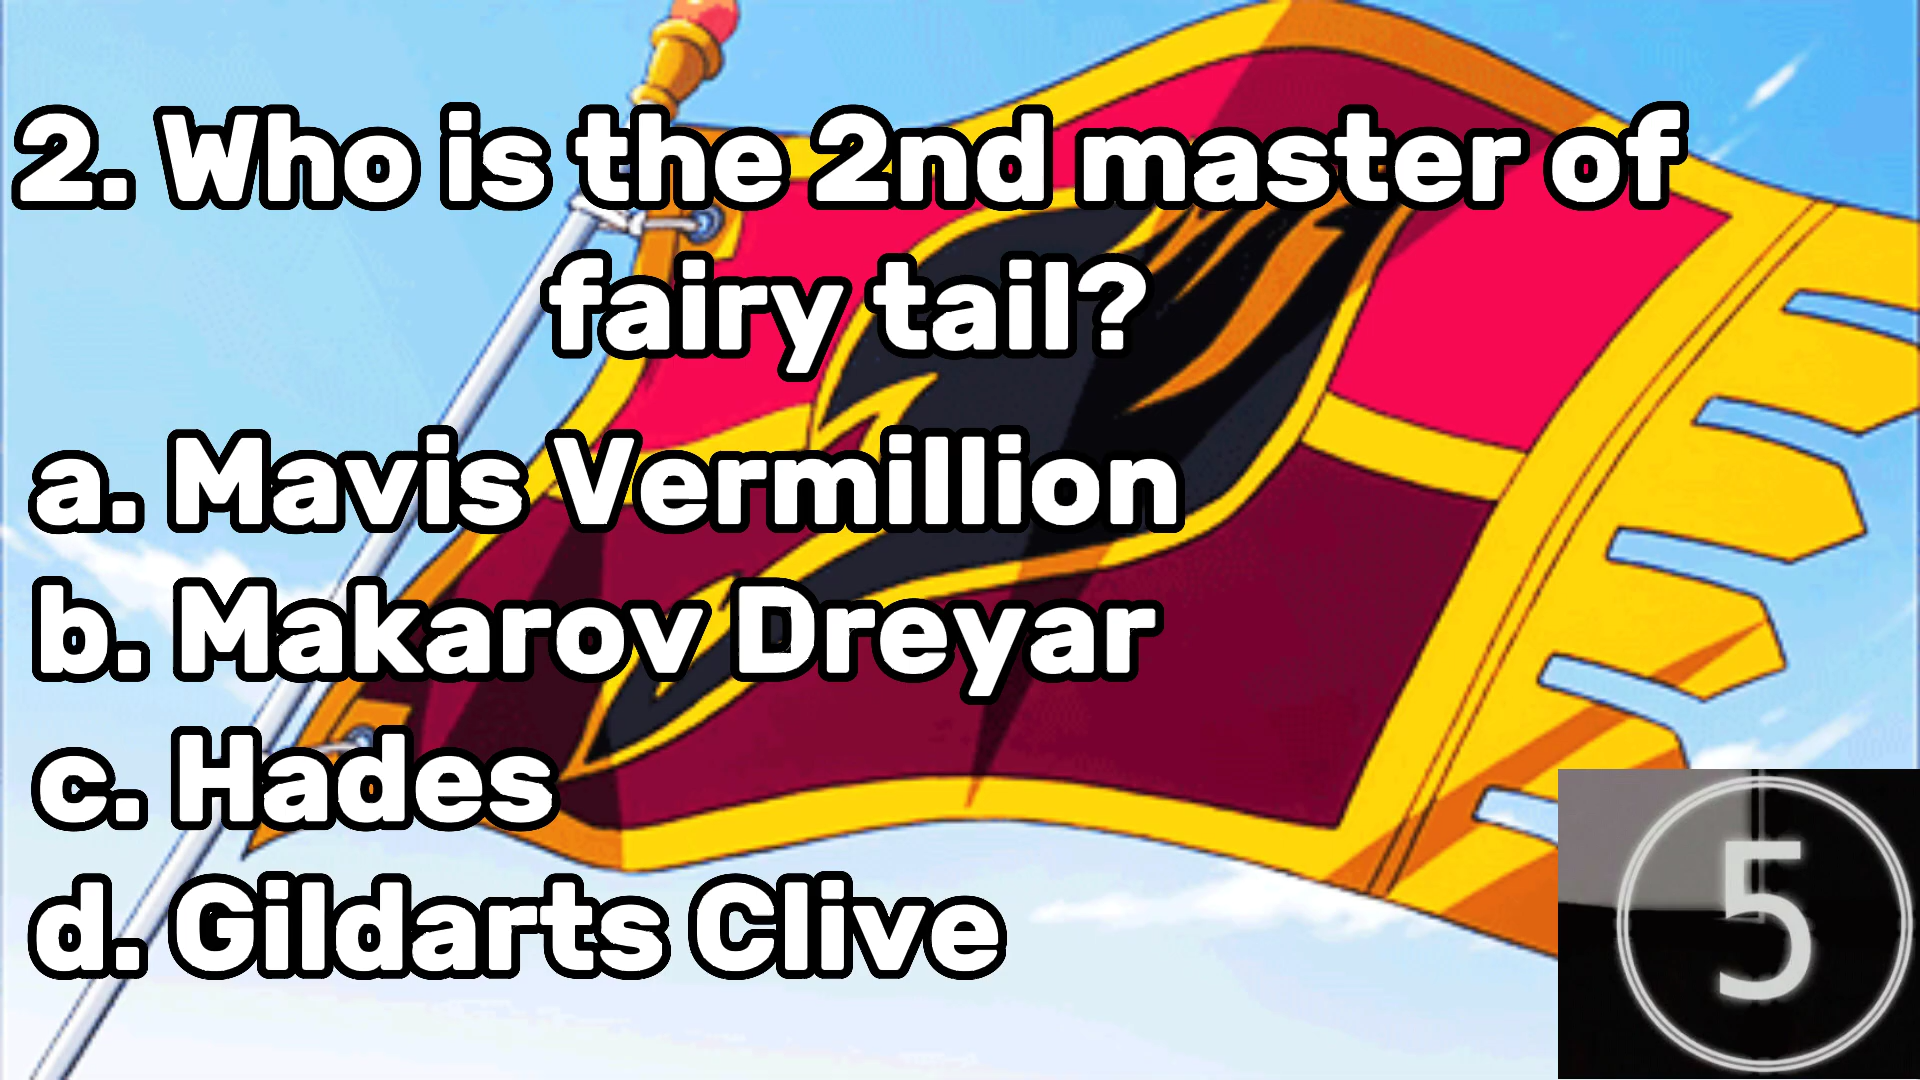 2. Who is the 2nd master of
fairy tail?
a. Mavis Vermillion
b. Makarov Dreyar
c. Hades
d. Gildarts Clive
5